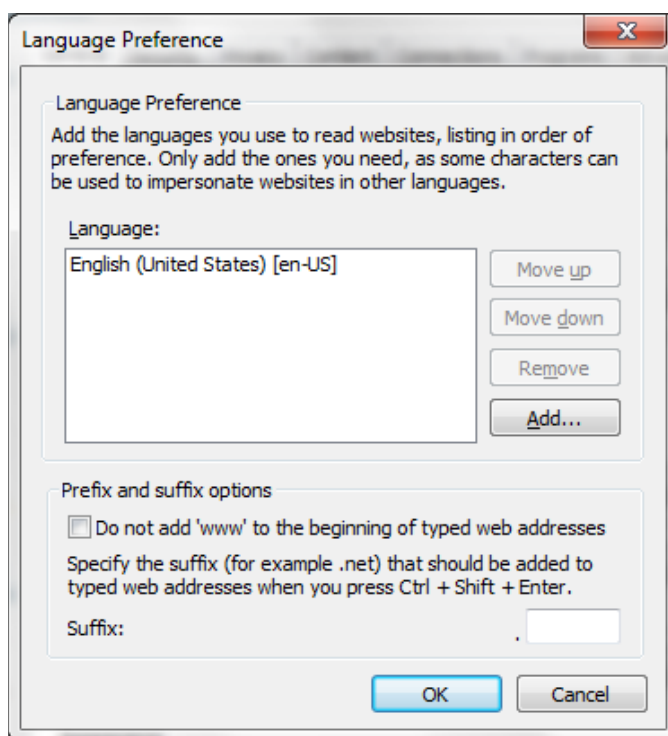 Language Preference
Language Preference
Add the languages you use to read websites, listing in order of
preference. Only add the ones you need, as some characters can
be used to impersonate websites in other languages.
Language:
English (United States) [en-US]
Move up
Move down
Remove
Add...
Prefix and suffix options
Do not add 'www' to the beginning of typed web addresses
Specify the suffix (for example .net) that should be added to
typed web addresses when you press Ctrl + Shift + Enter.
Suffix: .
OK Cancel